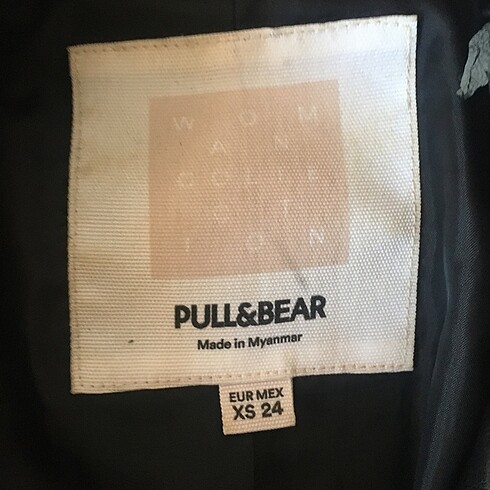 W O M
A N
C O L L E
C T
I O N
PULL&BEAR
Made in Myanmar
EUR MEX
XS 24